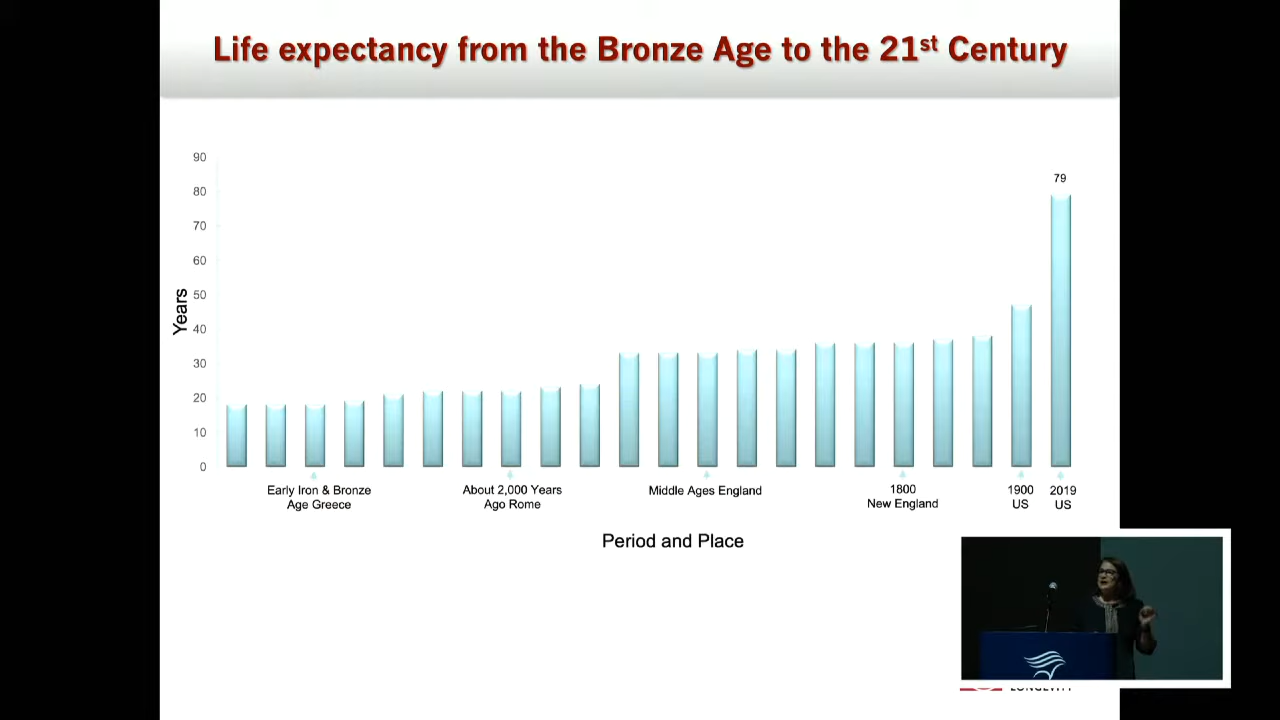 Life expectancy from the Bronze Age to the 21st Century
90
80
70
60
50
40
30
20
10
0
Years
79
Early Iron & Bronze
Age Greece
About 2,000 Years
Ago Rome
Middle Ages England
1800
New England
1900
US
2019
US
Period and Place
LONGEVITY